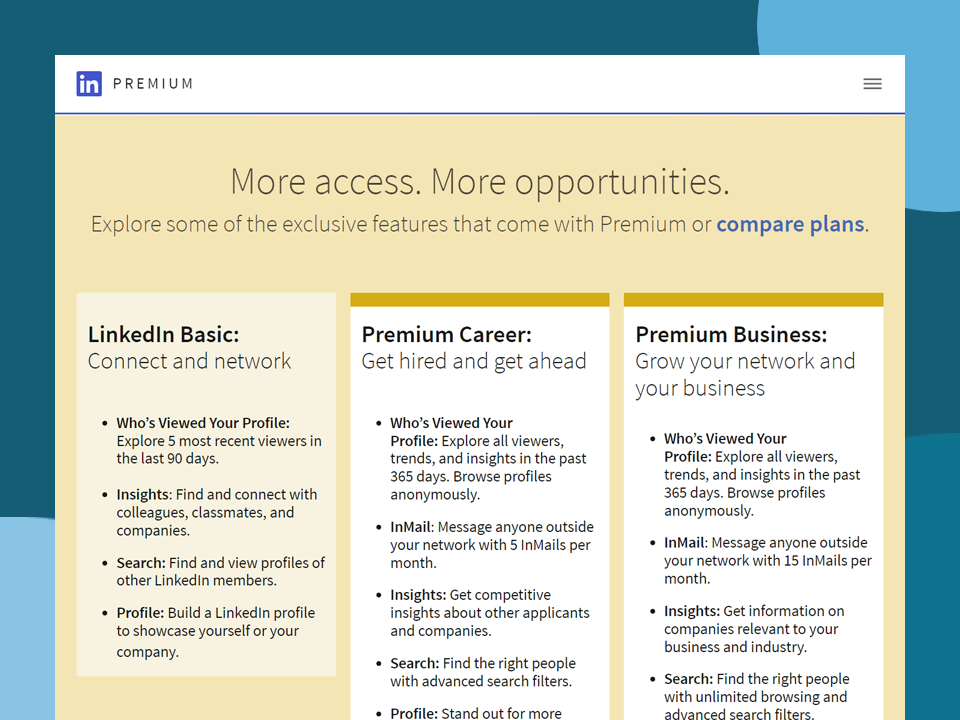 in PREMIUM
More access. More opportunities.
Explore some of the exclusive features that come with Premium or compare plans.
LinkedIn Basic:
Connect and network
• Who’s Viewed Your Profile:
Explore 5 most recent viewers in
the last 90 days.
• Insights: Find and connect with
colleagues, classmates, and
companies.
• Search: Find and view profiles of
other LinkedIn members.
• Profile: Build a LinkedIn profile
to showcase yourself or your
company.
Premium Career:
Get hired and get ahead
• Who’s Viewed Your
Profile: Explore all viewers,
trends, and insights in the past
365 days. Browse profiles
anonymously.
• InMail: Message anyone outside
your network with 5 InMails per
month.
• Insights: Get competitive
insights about other applicants
and companies.
• Search: Find the right people
with advanced search filters.
• Profile: Stand out for more
Premium Business:
Grow your network and
your business
• Who’s Viewed Your
Profile: Explore all viewers,
trends, and insights in the past
365 days. Browse profiles
anonymously.
• InMail: Message anyone outside
your network with 15 InMails per
month.
• Insights: Get information on
companies relevant to your
business and industry.
• Search: Find the right people
with unlimited browsing and
advanced search filters.